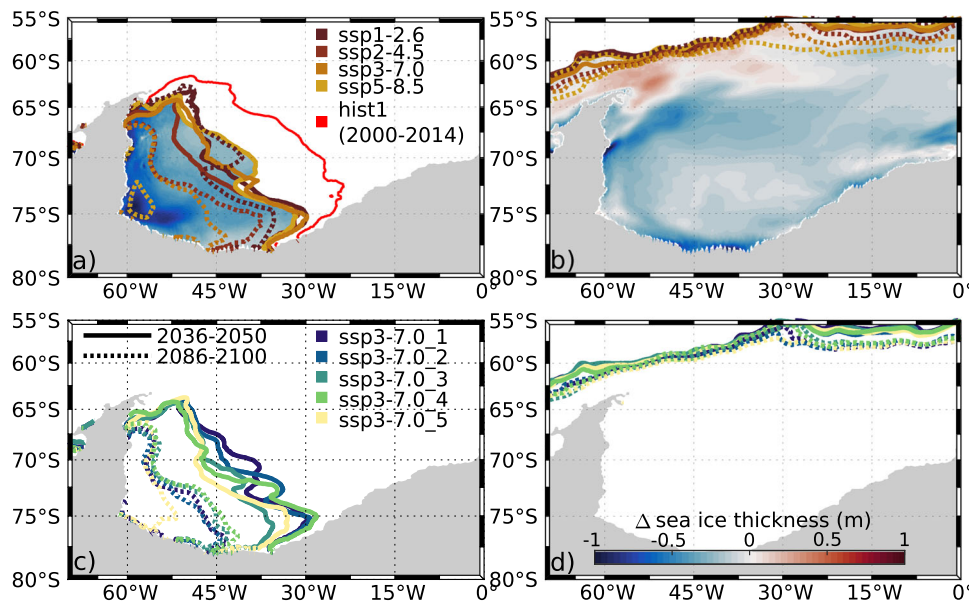 55°S
60°S
65°S
70°S
75°S
80°S
ssp1-2.6
ssp2-4.5
ssp3-7.0
ssp5-8.5
hist1
(2000-2014)
a)
60°W 45°W 30°W 15°W 0°
55°S
60°S
65°S
70°S
75°S
80°S
b)
60°W 45°W 30°W 15°W 0°
55°S
60°S
65°S
70°S
75°S
80°S
2036-2050
2086-2100
ssp3-7.0_1
ssp3-7.0_2
ssp3-7.0_3
ssp3-7.0_4
ssp3-7.0_5
c)
60°W 45°W 30°W 15°W 0°
55°S
60°S
65°S
70°S
75°S
80°S
Δ sea ice thickness (m)
-1 -0.5 0 0.5 1
d)
60°W 45°W 30°W 15°W 0°